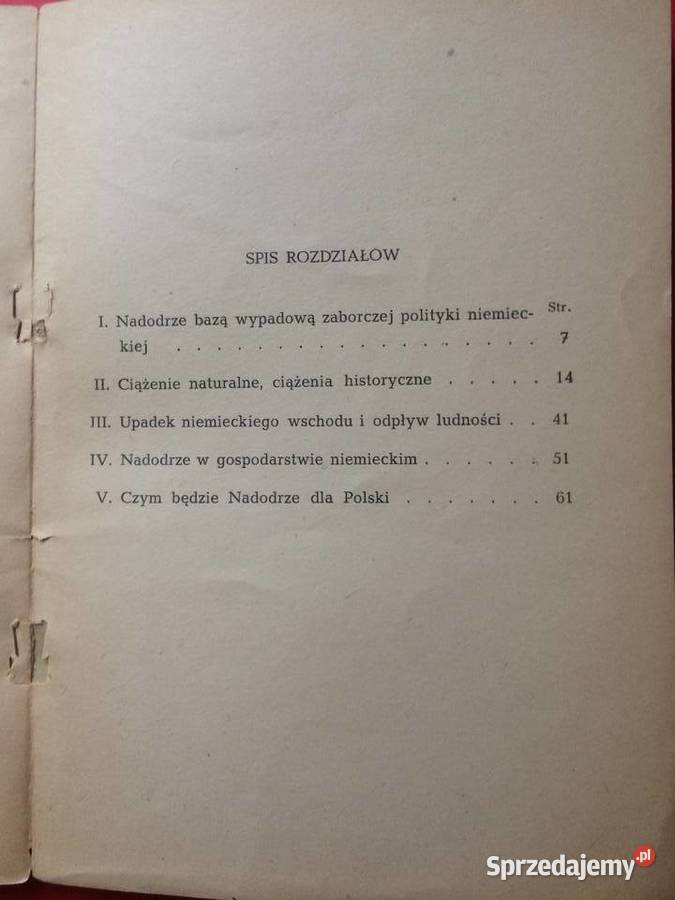 SPIS ROZDZIAŁÓW
Str.
I. Nadodrze bazą wypadową zaborczej polityki niemiec-
kiej . . . . . . . . . . . . . . . . . 7
II. Ciążenie naturalne, ciążenia historyczne . . . . . 14
III. Upadek niemieckiego wschodu i odpływ ludności . . 41
IV. Nadodrze w gospodarstwie niemieckim . . . . . . 51
V. Czym będzie Nadodrze dla Polski . . . . . . . 61
Sprzedajemy.pl